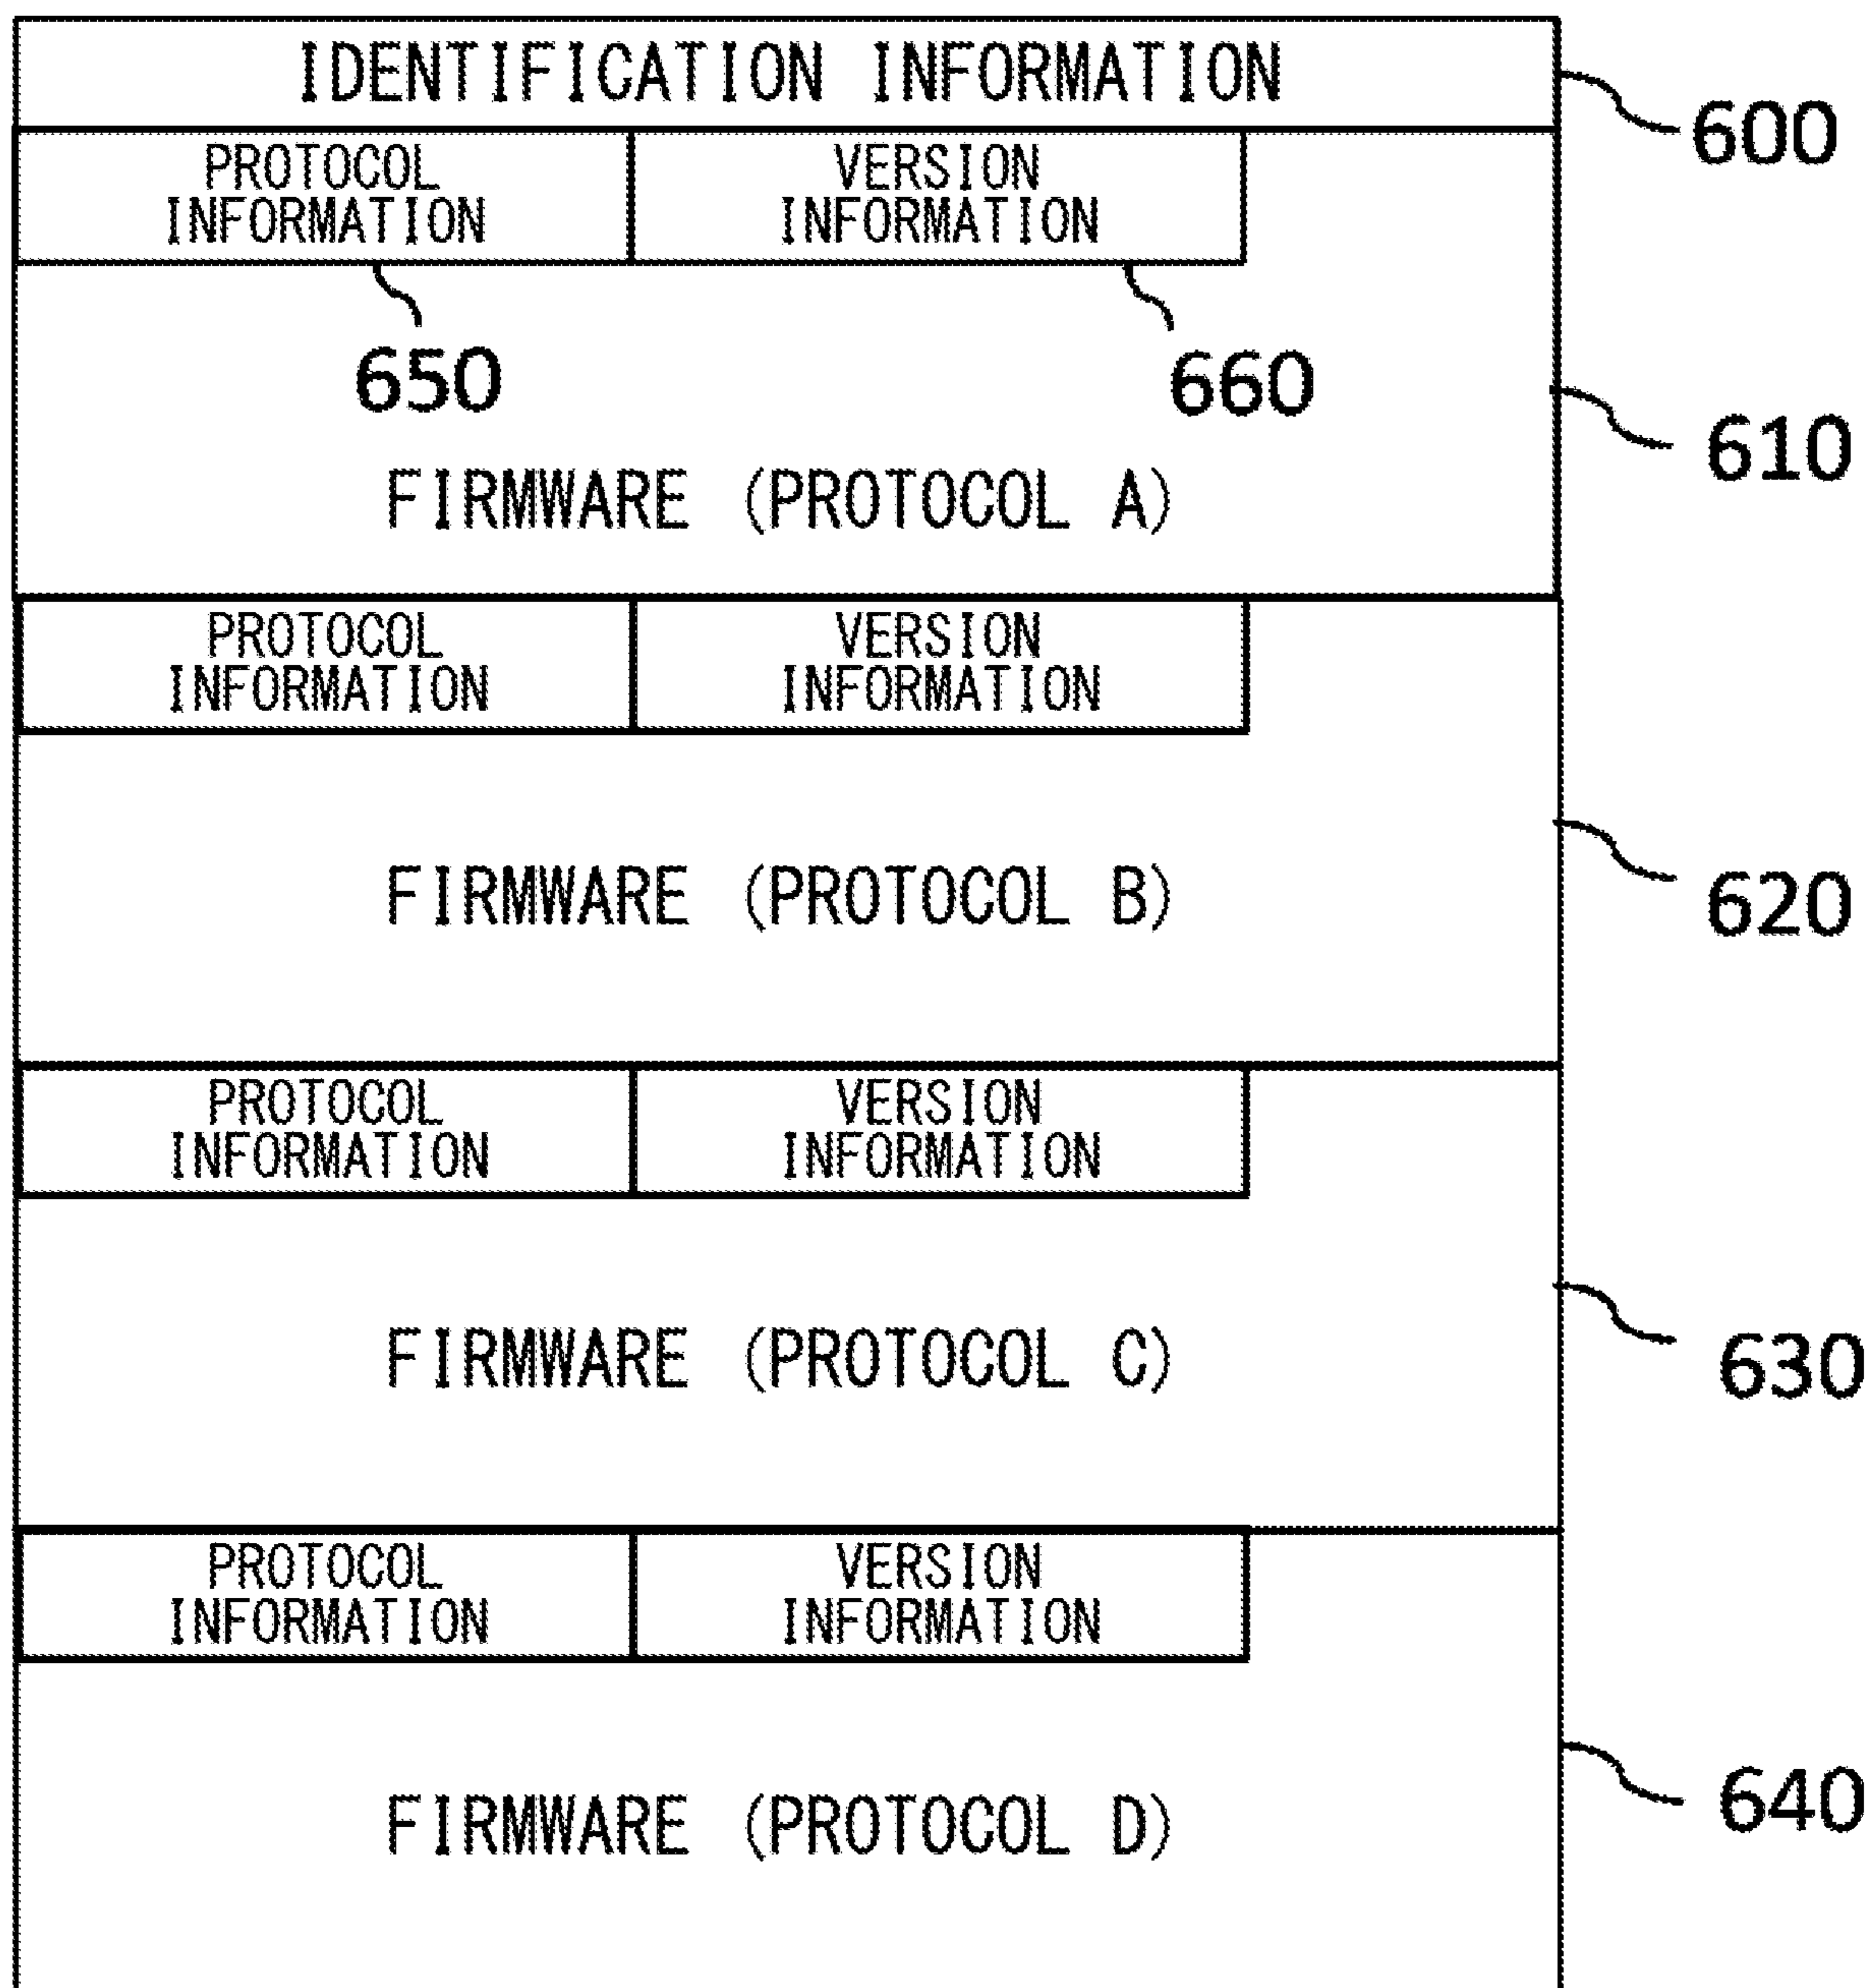 IDENTIFICATION INFORMATION
600
PROTOCOL
INFORMATION
VERSION
INFORMATION
650
660
610
FIRMWARE (PROTOCOL A)
PROTOCOL
INFORMATION
VERSION
INFORMATION
620
FIRMWARE (PROTOCOL B)
PROTOCOL
INFORMATION
VERSION
INFORMATION
630
FIRMWARE (PROTOCOL C)
PROTOCOL
INFORMATION
VERSION
INFORMATION
640
FIRMWARE (PROTOCOL D)